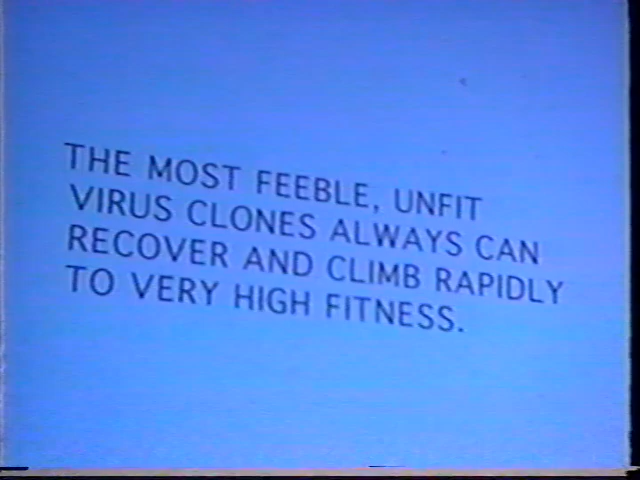 THE MOST FEEBLE, UNFIT
VIRUS CLONES ALWAYS CAN
RECOVER AND CLIMB RAPIDLY
TO VERY HIGH FITNESS.